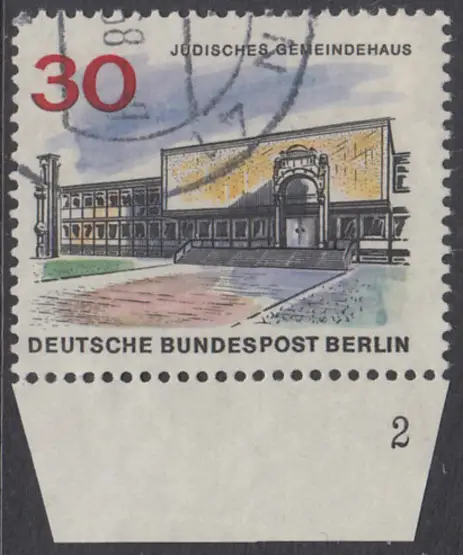 JÜDISCHES GEMEINDEHAUS
30
DEUTSCHE BUNDESPOST BERLIN
2